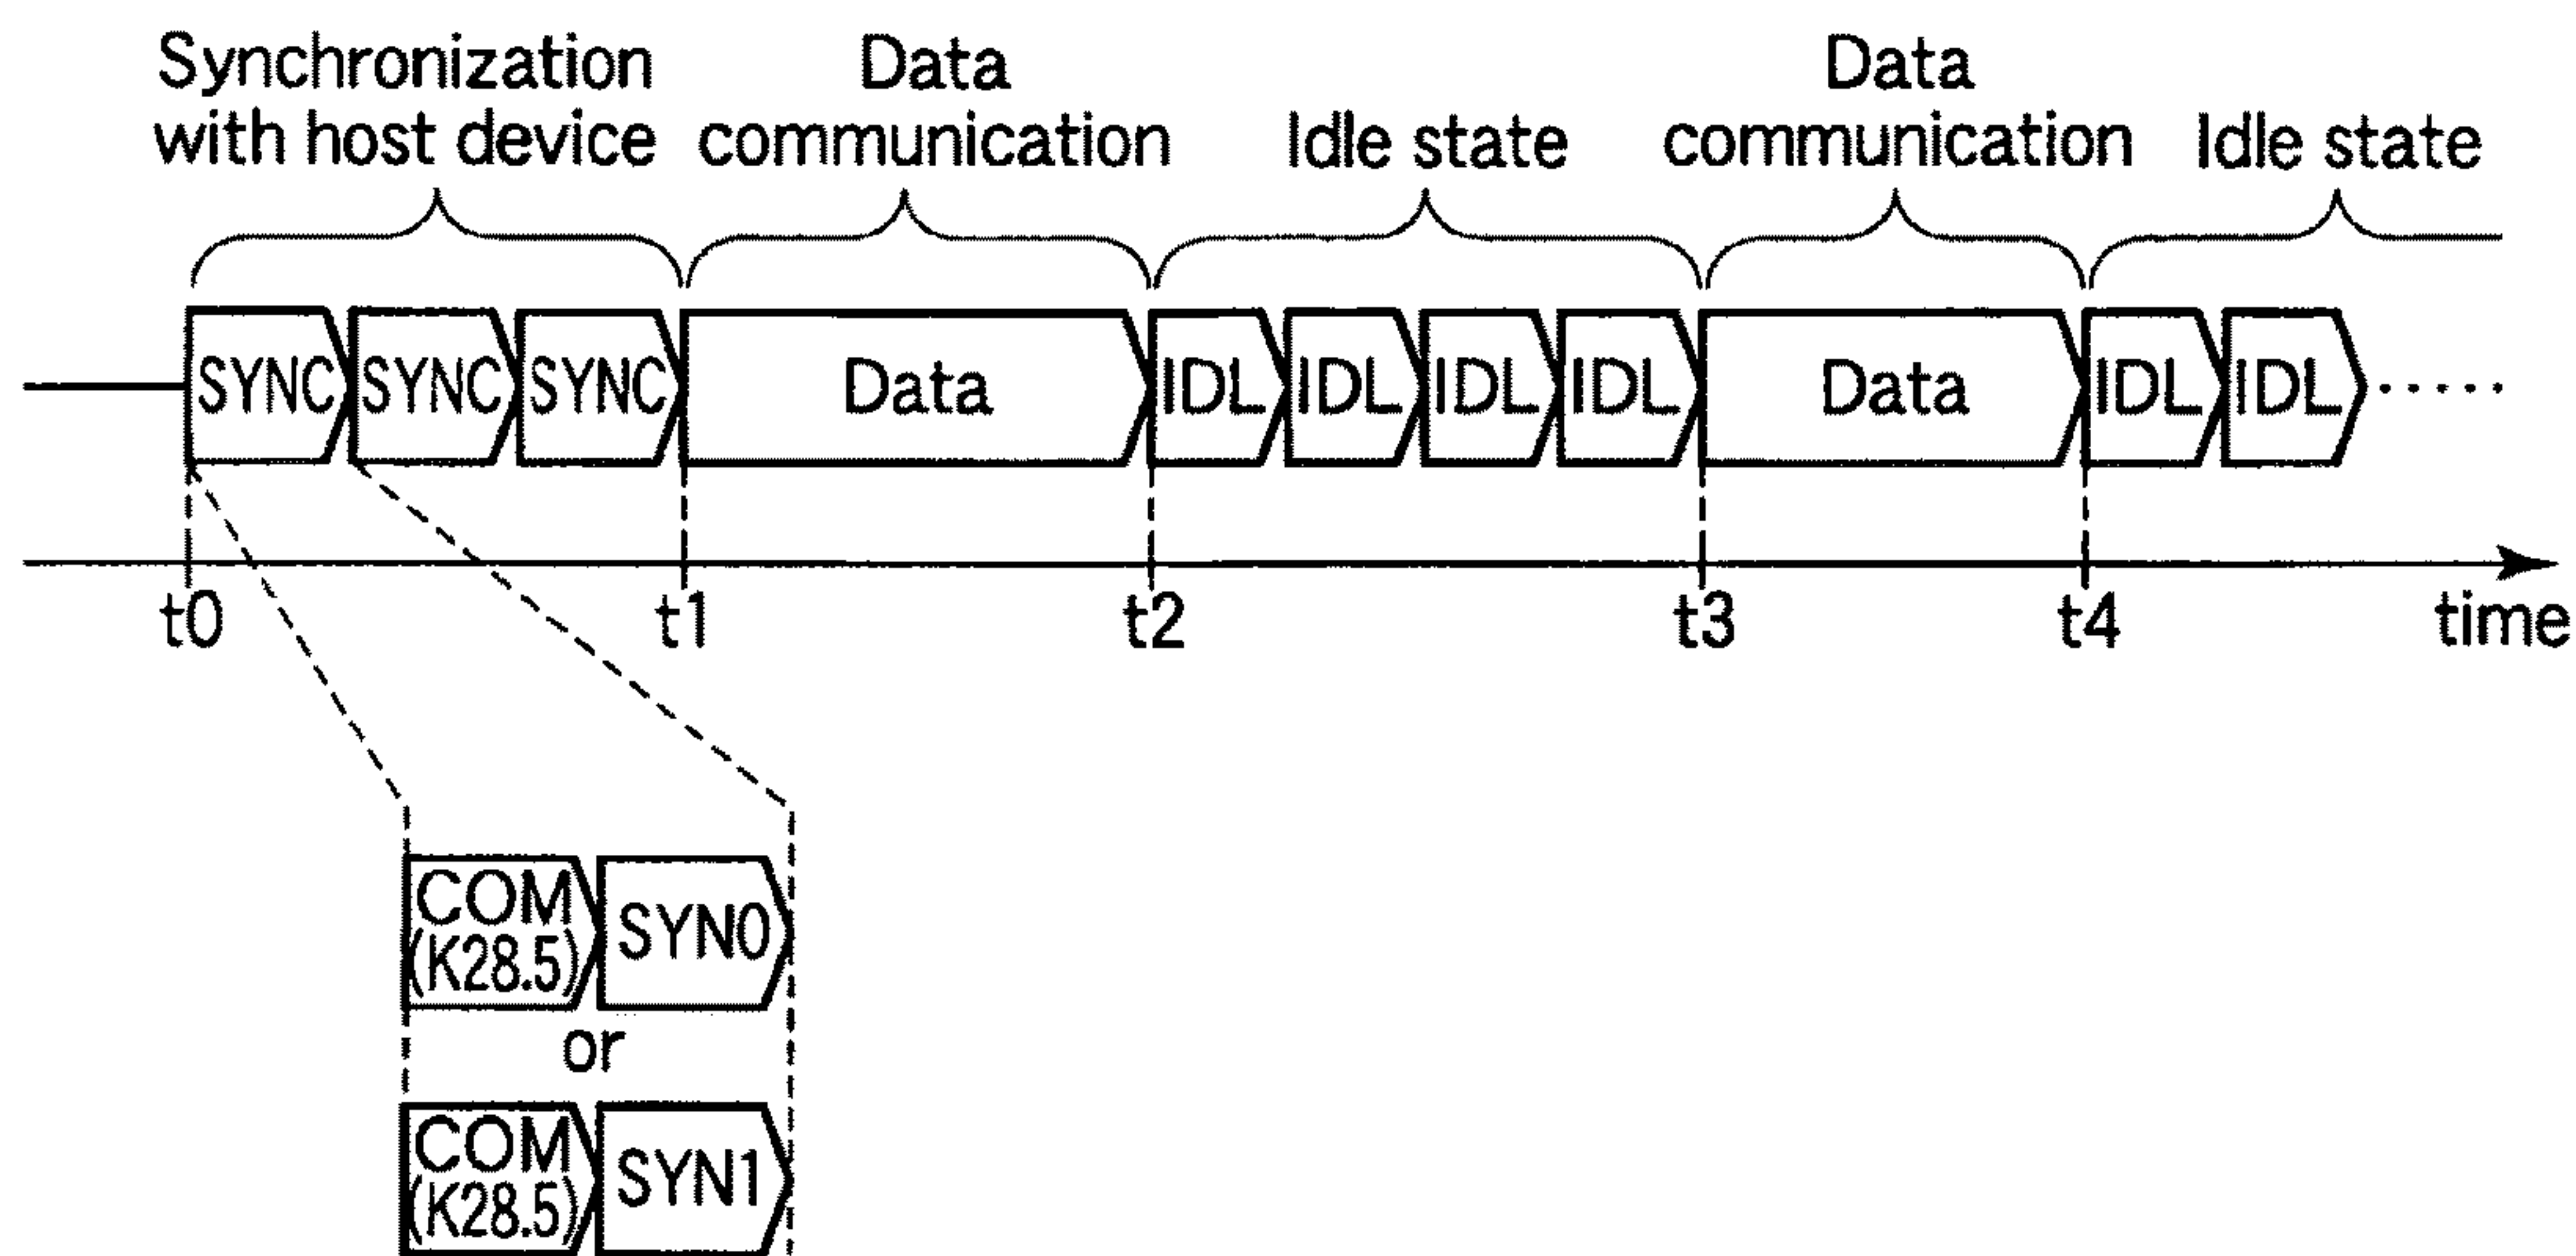 Synchronization
with host device
Data
communication
Idle state
Data
communication
Idle state
SYNC SYNC SYNC Data IDL IDL IDL IDL Data IDL IDL
t0 t1 t2 t3 t4 time
COM
(K28.5)
SYN0
or
COM
(K28.5)
SYN1